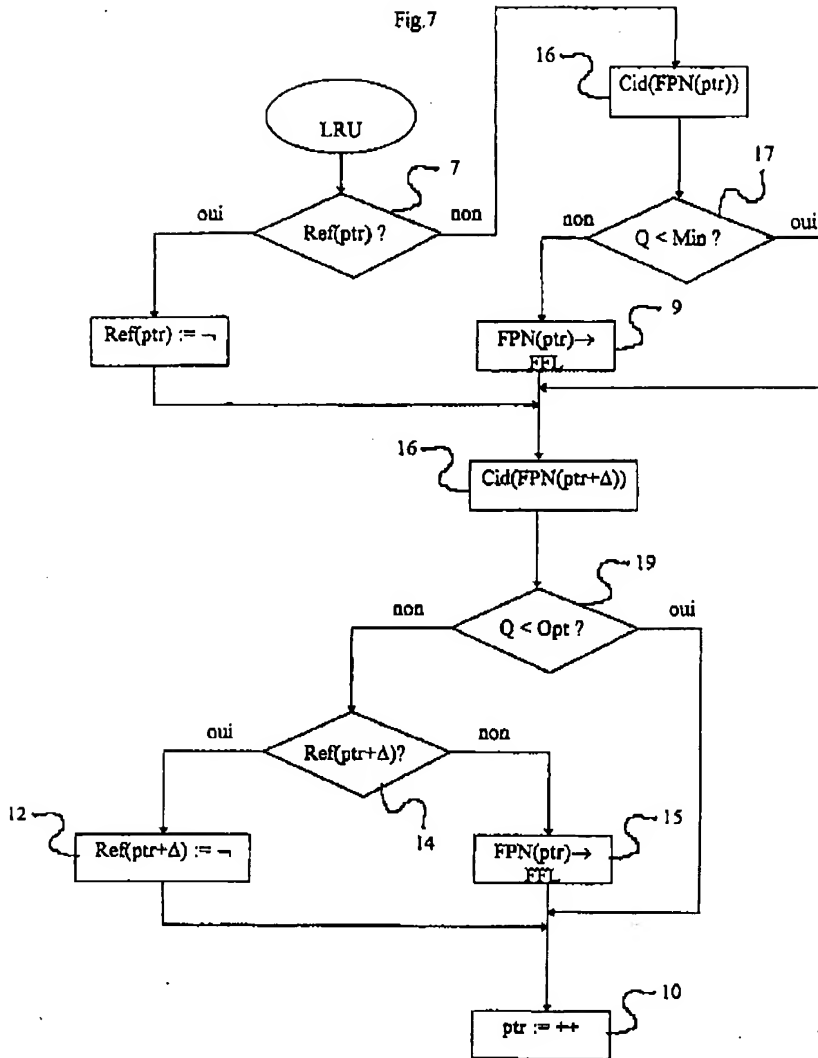 Fig.7
16
Cid(FPN(ptr))
LRU
7
17
oui
Ref(ptr) ?
non
non
Q < Min ?
oui
Ref(ptr) := ¬
FPN(ptr)→
FFL
9
16
Cid(FPN(ptr+Δ))
19
non
Q < Opt ?
oui
oui
Ref(ptr+Δ)?
non
14
12
Ref(ptr+Δ) := ¬
FPN(ptr)→
FFL
15
10
ptr := ++